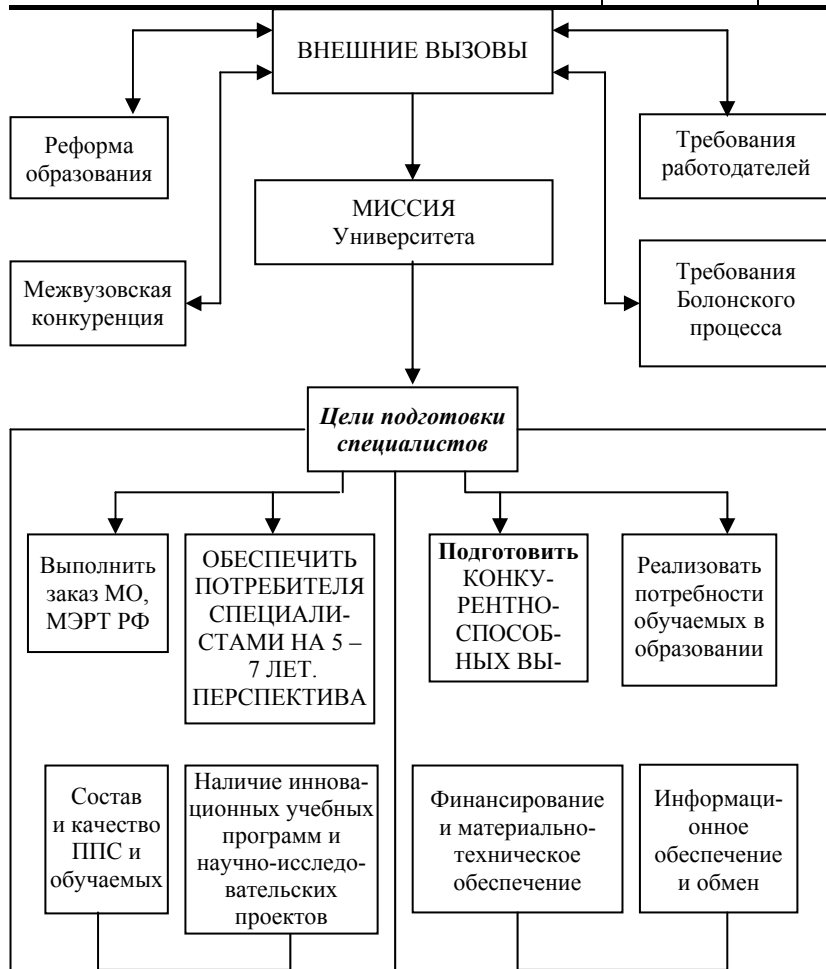 ВНЕШНИЕ ВЫЗОВЫ
Реформа
образования
Требования
работодателей
МИССИЯ
Университета
Межвузовская
конкуренция
Требования
Болонского
процесса
Цели подготовки
специалистов
Выполнить
заказ МО,
МЭРТ РФ
ОБЕСПЕЧИТЬ
ПОТРЕБИТЕЛЯ
СПЕЦИАЛИ-
СТАМИ НА 5 –
7 ЛЕТ.
ПЕРСПЕКТИВА
Подготовить
КОНКУ-
РЕНТНО-
СПОСОБ-
НЫХ ВЫ-
Реализовать
потребности
обучаемых в
образовании
Состав
и качество
ППС и
обучаемых
Наличие иннова-
ционных учебных
программ и
научно-исследо-
вательских
проектов
Финансирование
и материально-
техническое
обеспечение
Информаци-
онное
обеспечение
и обмен